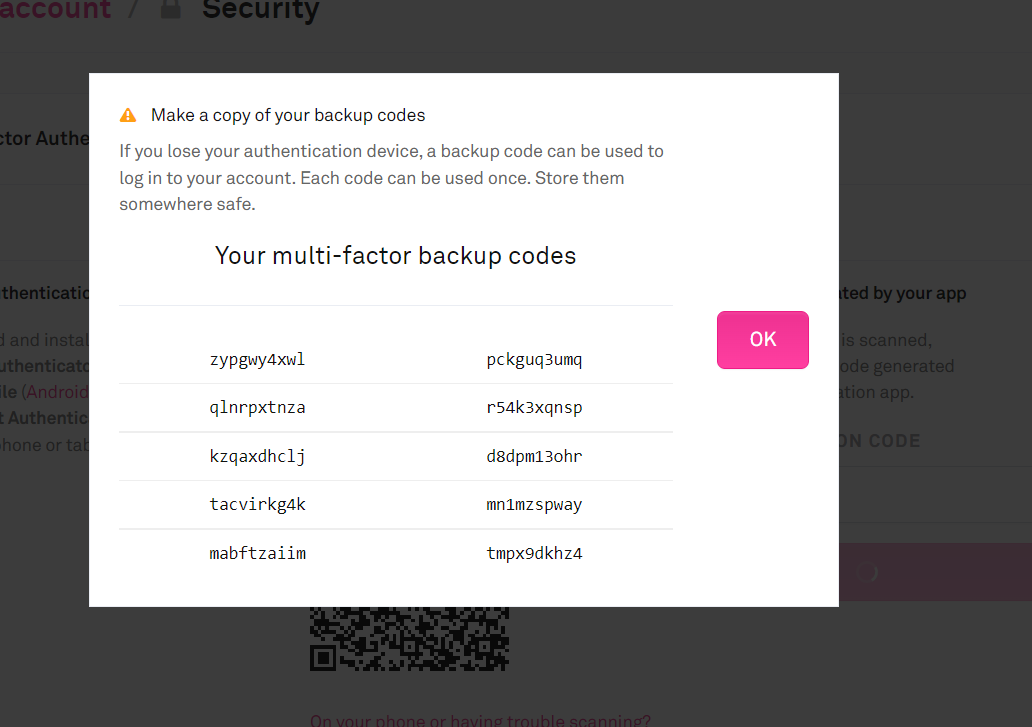 account / Security
Make a copy of your backup codes
If you lose your authentication device, a backup code can be used to
log in to your account. Each code can be used once. Store them
somewhere safe.
Your multi-factor backup codes
zypgwy4xwl pckguq3umq
qlnrpxtnza r54k3xqnsp
kzqaxdhclj d8dpm13ohr
tacvirkg4k mn1mzspway
mabftzaiim tmpx9dkhz4
OK
ctor Authe
uthenticatio
d and instal
uthenticato
ile (Android
t Authentic
phone or tab
ated by your app
is scanned,
ode generated
tion app.
ON CODE
On your phone or having trouble scanning?